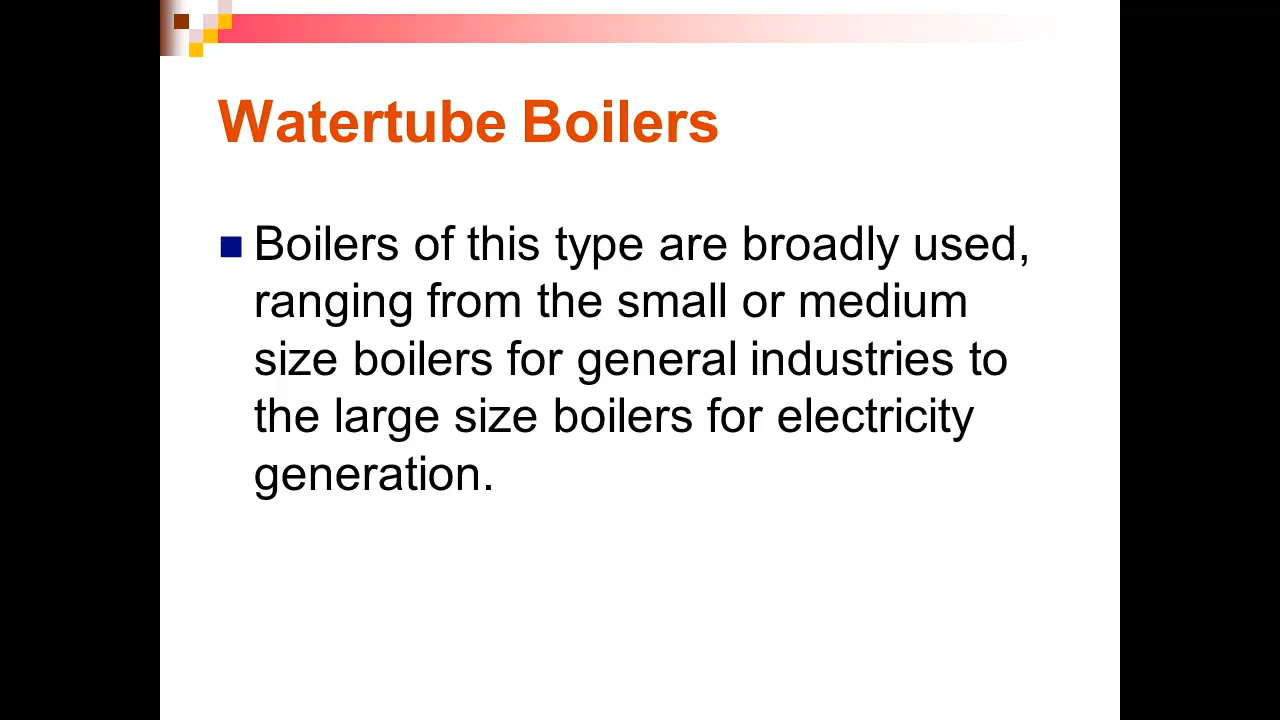 Watertube Boilers
Boilers of this type are broadly used,
ranging from the small or medium
size boilers for general industries to
the large size boilers for electricity
generation.